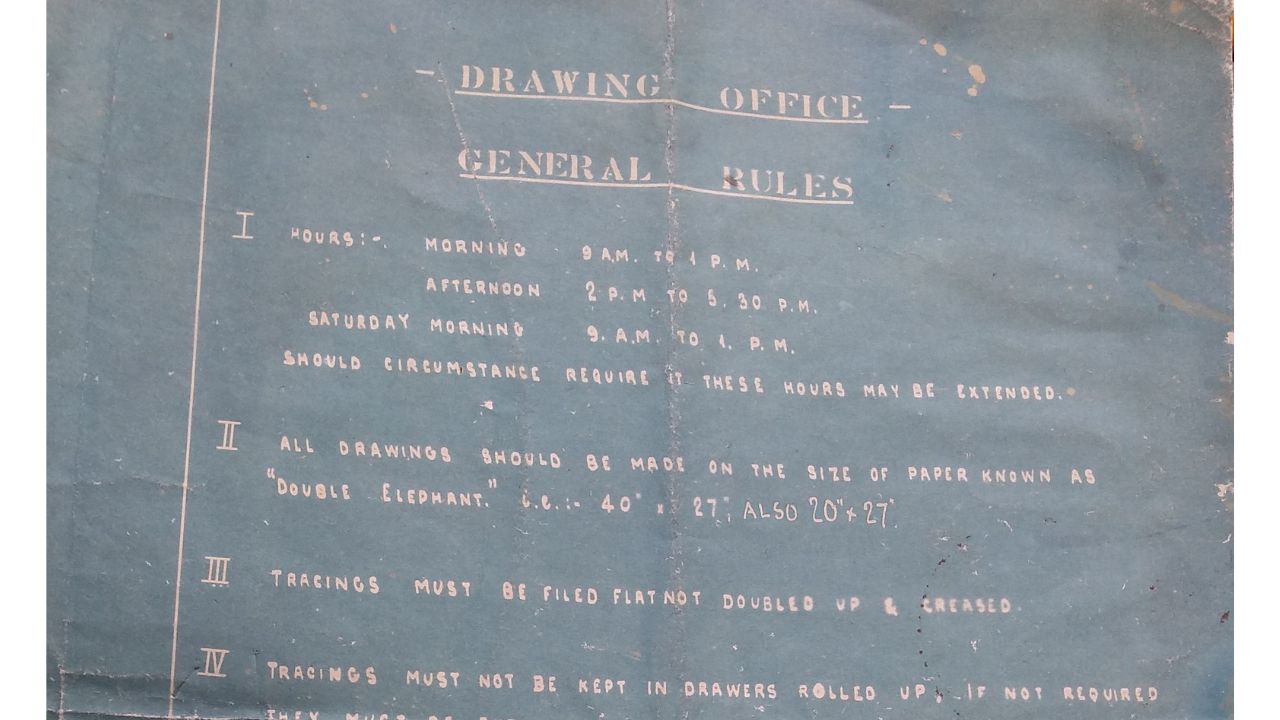 - DRAWING OFFICE -
GENERAL RULES
I HOURS:-. MORNING 9 A.M. TO 1 P.M.
AFTERNOON 2 P.M TO 5.30 P.M.
SATURDAY MORNING 9. A.M. TO 1. P.M.
SHOULD CIRCUMSTANCE REQUIRE IT THESE HOURS MAY BE EXTENDED.
II ALL DRAWINGS SHOULD BE MADE ON THE SIZE OF PAPER KNOWN AS
"DOUBLE ELEPHANT." i.e.:- 40" x 27"; ALSO 20" x 27".
III TRACINGS MUST BE FILED FLAT NOT DOUBLED UP & CREASED.
IV TRACINGS MUST NOT BE KEPT IN DRAWERS ROLLED UP, IF NOT REQUIRED
THEY MUST BE